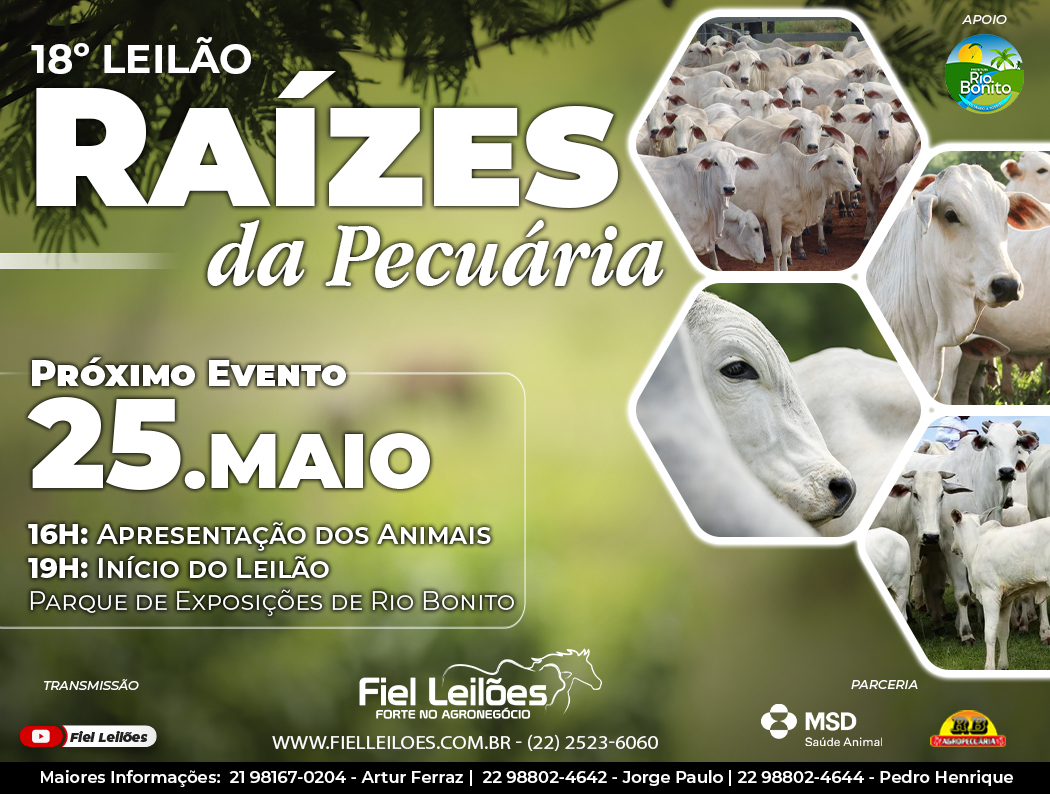 18º LEILÃO
RAÍZES
da Pecuária
APOIO
PREFEITURA
Rio
Bonito
PRÓXIMO EVENTO
25.MAIO
16H: APRESENTAÇÃO DOS ANIMAIS
19H: INÍCIO DO LEILÃO
PARQUE DE EXPOSIÇÕES DE RIO BONITO
TRANSMISSÃO
Fiel Leilões
Fiel Leilões
FORTE NO AGRONEGÓCIO
WWW.FIELLEILOES.COM.BR - (22) 2523-6060
PARCERIA
MSD
Saúde Animal
RB
AGROPECUÁRIA
Maiores Informações: 21 98167-0204 - Artur Ferraz | 22 98802-4642 - Jorge Paulo | 22 98802-4644 - Pedro Henrique